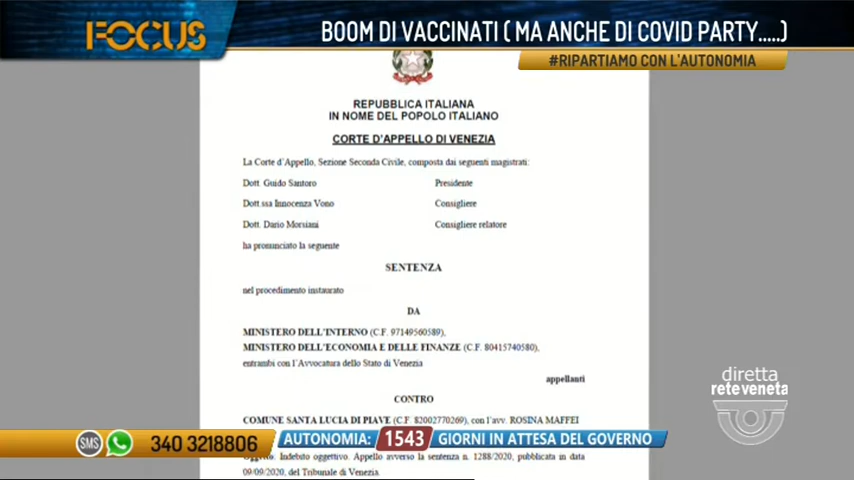 FOCUS
BOOM DI VACCINATI ( MA ANCHE DI COVID PARTY.....)
#RIPARTIAMO CON L'AUTONOMIA
REPUBBLICA ITALIANA
IN NOME DEL POPOLO ITALIANO
CORTE D'APPELLO DI VENEZIA
La Corte d'Appello, Sezione Seconda Civile, composta dai seguenti magistrati:
Dott. Guido Santoro Presidente
Dott.ssa Innocenza Vono Consigliere
Dott. Dario Morsiani Consigliere relatore
ha pronunciato la seguente
SENTENZA
nel procedimento instaurato
DA
MINISTERO DELL'INTERNO (C.F. 97149560589),
MINISTERO DELL'ECONOMIA E DELLE FINANZE (C.F. 80415740580),
entrambi con l'Avvocatura dello Stato di Venezia
appellanti
CONTRO
COMUNE SANTA LUCIA DI PIAVE (C.F. 82002770269), con l'avv. ROSINA MAFFEI
diretta
reteveneta
SMS 340 3218806
AUTONOMIA: 1543 GIORNI IN ATTESA DEL GOVERNO
Oggetto: Indebito oggettivo. Appello avverso la sentenza n. 1288/2020, pubblicata in data
09/09/2020, del Tribunale di Venezia.